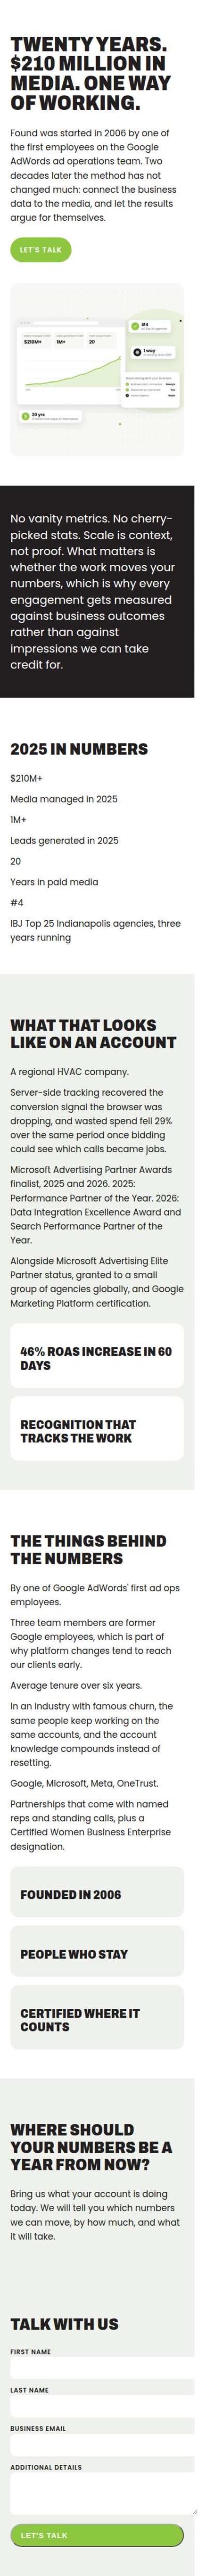 TWENTY YEARS.
$210 MILLION IN
MEDIA. ONE WAY
OF WORKING.
Found was started in 2006 by one of
the first employees on the Google
AdWords ad operations team. Two
decades later the method has not
changed much: connect the business
data to the media, and let the results
argue for themselves.
LET'S TALK
$210M+
1M+
20
#4
1 way
20 yrs
No vanity metrics. No cherry-
picked stats. Scale is context,
not proof. What matters is
whether the work moves your
numbers, which is why every
engagement gets measured
against business outcomes
rather than against
impressions we can take
credit for.
2025 IN NUMBERS
$210M+
Media managed in 2025
1M+
Leads generated in 2025
20
Years in paid media
#4
IBJ Top 25 Indianapolis agencies, three
years running
WHAT THAT LOOKS
LIKE ON AN ACCOUNT
A regional HVAC company.
Server-side tracking recovered the
conversion signal the browser was
dropping, and wasted spend fell 29%
over the same period once bidding
could see which calls became jobs.
Microsoft Advertising Partner Awards
finalist, 2025 and 2026. 2025:
Performance Partner of the Year. 2026:
Data Integration Excellence Award and
Search Performance Partner of the
Year.
Alongside Microsoft Advertising Elite
Partner status, granted to a small
group of agencies globally, and Google
Marketing Platform certification.
46% ROAS INCREASE IN 60
DAYS
RECOGNITION THAT
TRACKS THE WORK
THE THINGS BEHIND
THE NUMBERS
By one of Google AdWords' first ad ops
employees.
Three team members are former
Google employees, which is part of
why platform changes tend to reach
our clients early.
Average tenure over six years.
In an industry with famous churn, the
same people keep working on the
same accounts, and the account
knowledge compounds instead of
resetting.
Google, Microsoft, Meta, OneTrust.
Partnerships that come with named
reps and standing calls, plus a
Certified Women Business Enterprise
designation.
FOUNDED IN 2006
PEOPLE WHO STAY
CERTIFIED WHERE IT
COUNTS
WHERE SHOULD
YOUR NUMBERS BE A
YEAR FROM NOW?
Bring us what your account is doing
today. We will tell you which numbers
we can move, by how much, and what
it will take.
TALK WITH US
FIRST NAME
LAST NAME
BUSINESS EMAIL
ADDITIONAL DETAILS
LET'S TALK